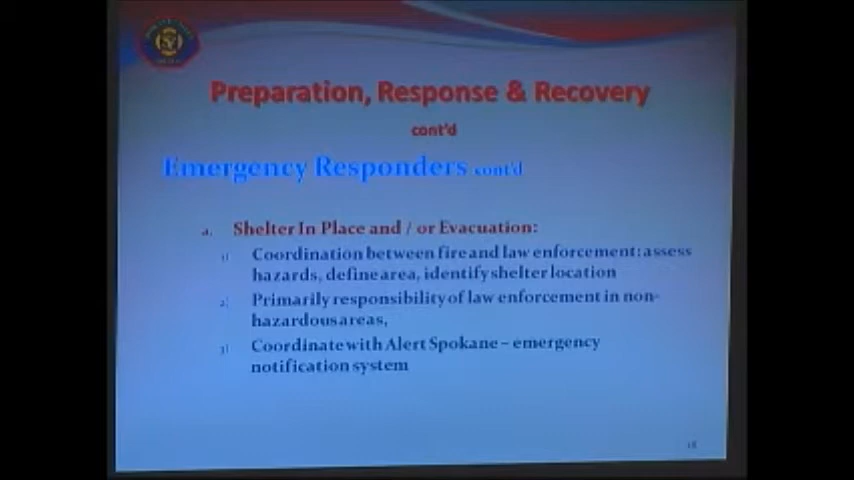 Preparation, Response & Recovery
cont'd
Emergency Responders cont'd
a. Shelter In Place and / or Evacuation:
1) Coordination between fire and law enforcement: assess
hazards, define area, identify shelter location
2) Primarily responsibility of law enforcement in non-
hazardous areas,
3) Coordinate with Alert Spokane – emergency
notification system